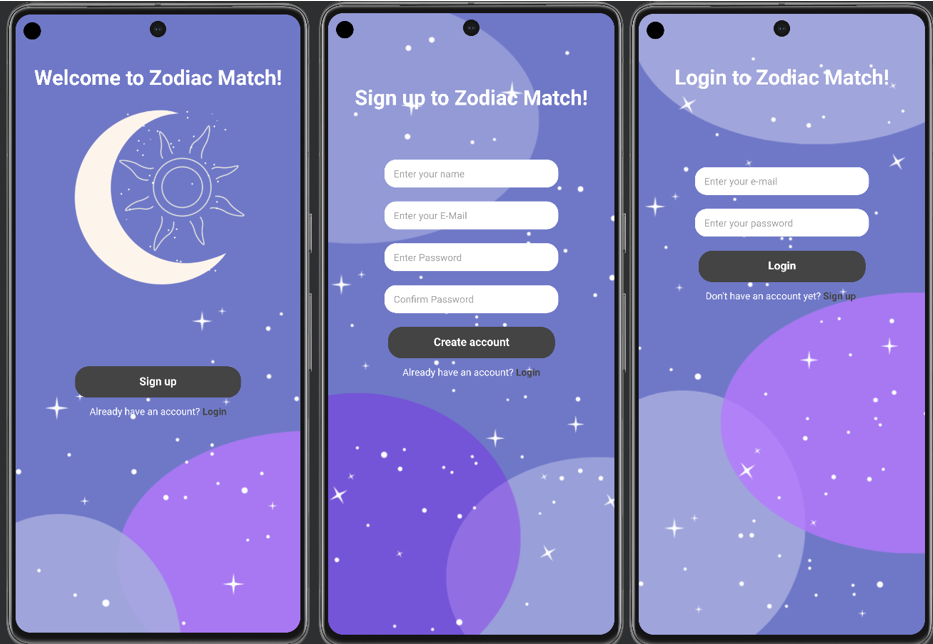 Welcome to Zodiac Match!
Sign up
Already have an account? Login
Sign up to Zodiac Match!
Enter your name
Enter your E-Mail
Enter Password
Confirm Password
Create account
Already have an account? Login
Login to Zodiac Match!
Enter your e-mail
Enter your password
Login
Don't have an account yet? Sign up